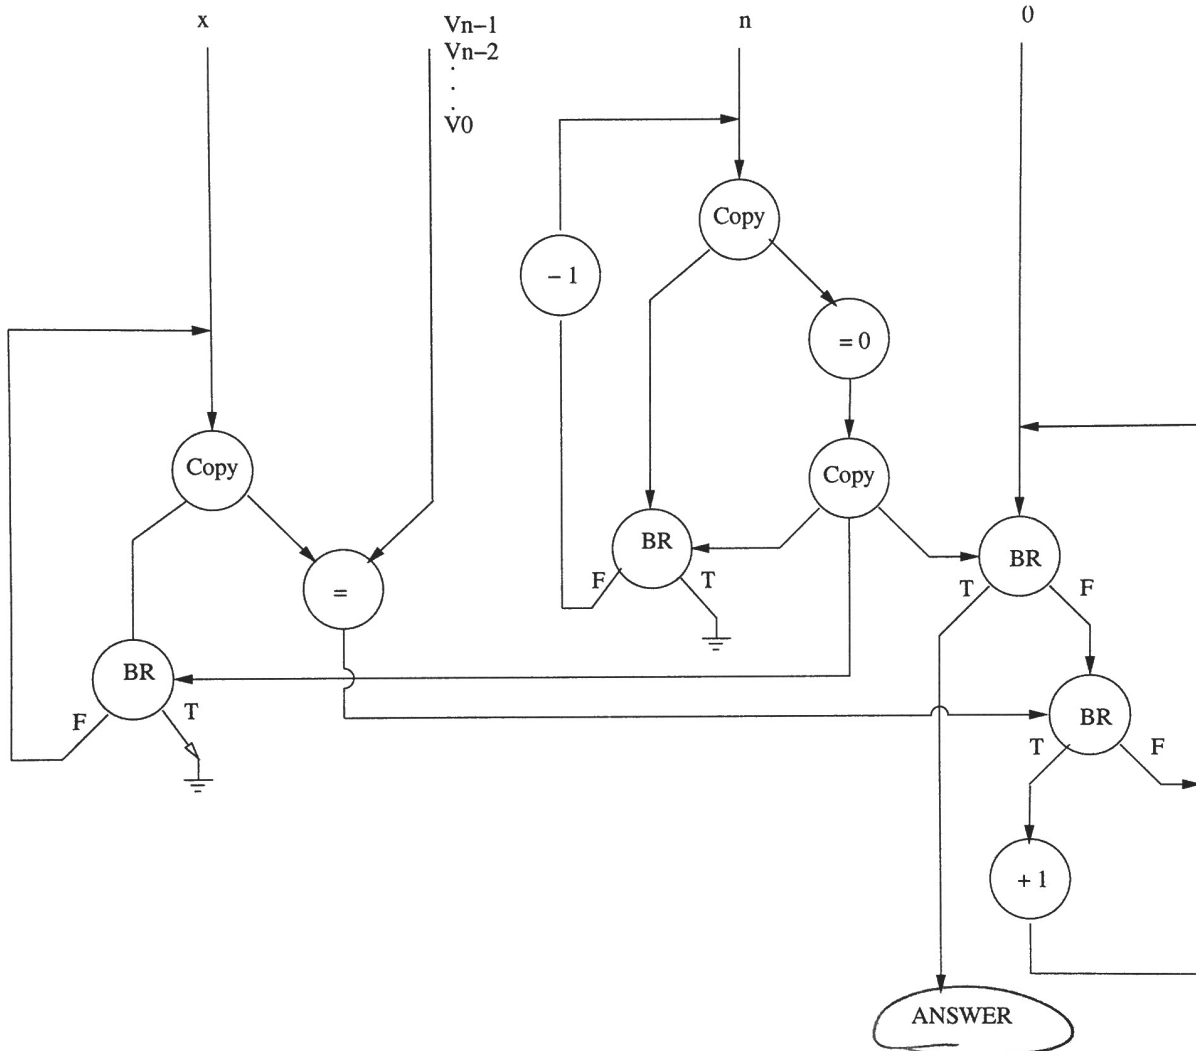 x
Vn−1
Vn−2
.
.
.
V0
n
0
Copy
− 1
= 0
Copy
Copy
BR
F
T
BR
T
F
=
BR
F
T
BR
T
F
+ 1
ANSWER